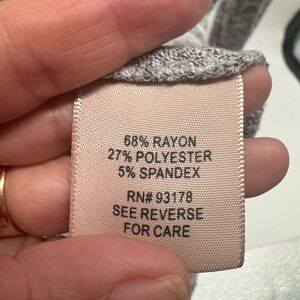 68% RAYON
27% POLYESTER
5% SPANDEX
RN# 93178
SEE REVERSE
FOR CARE